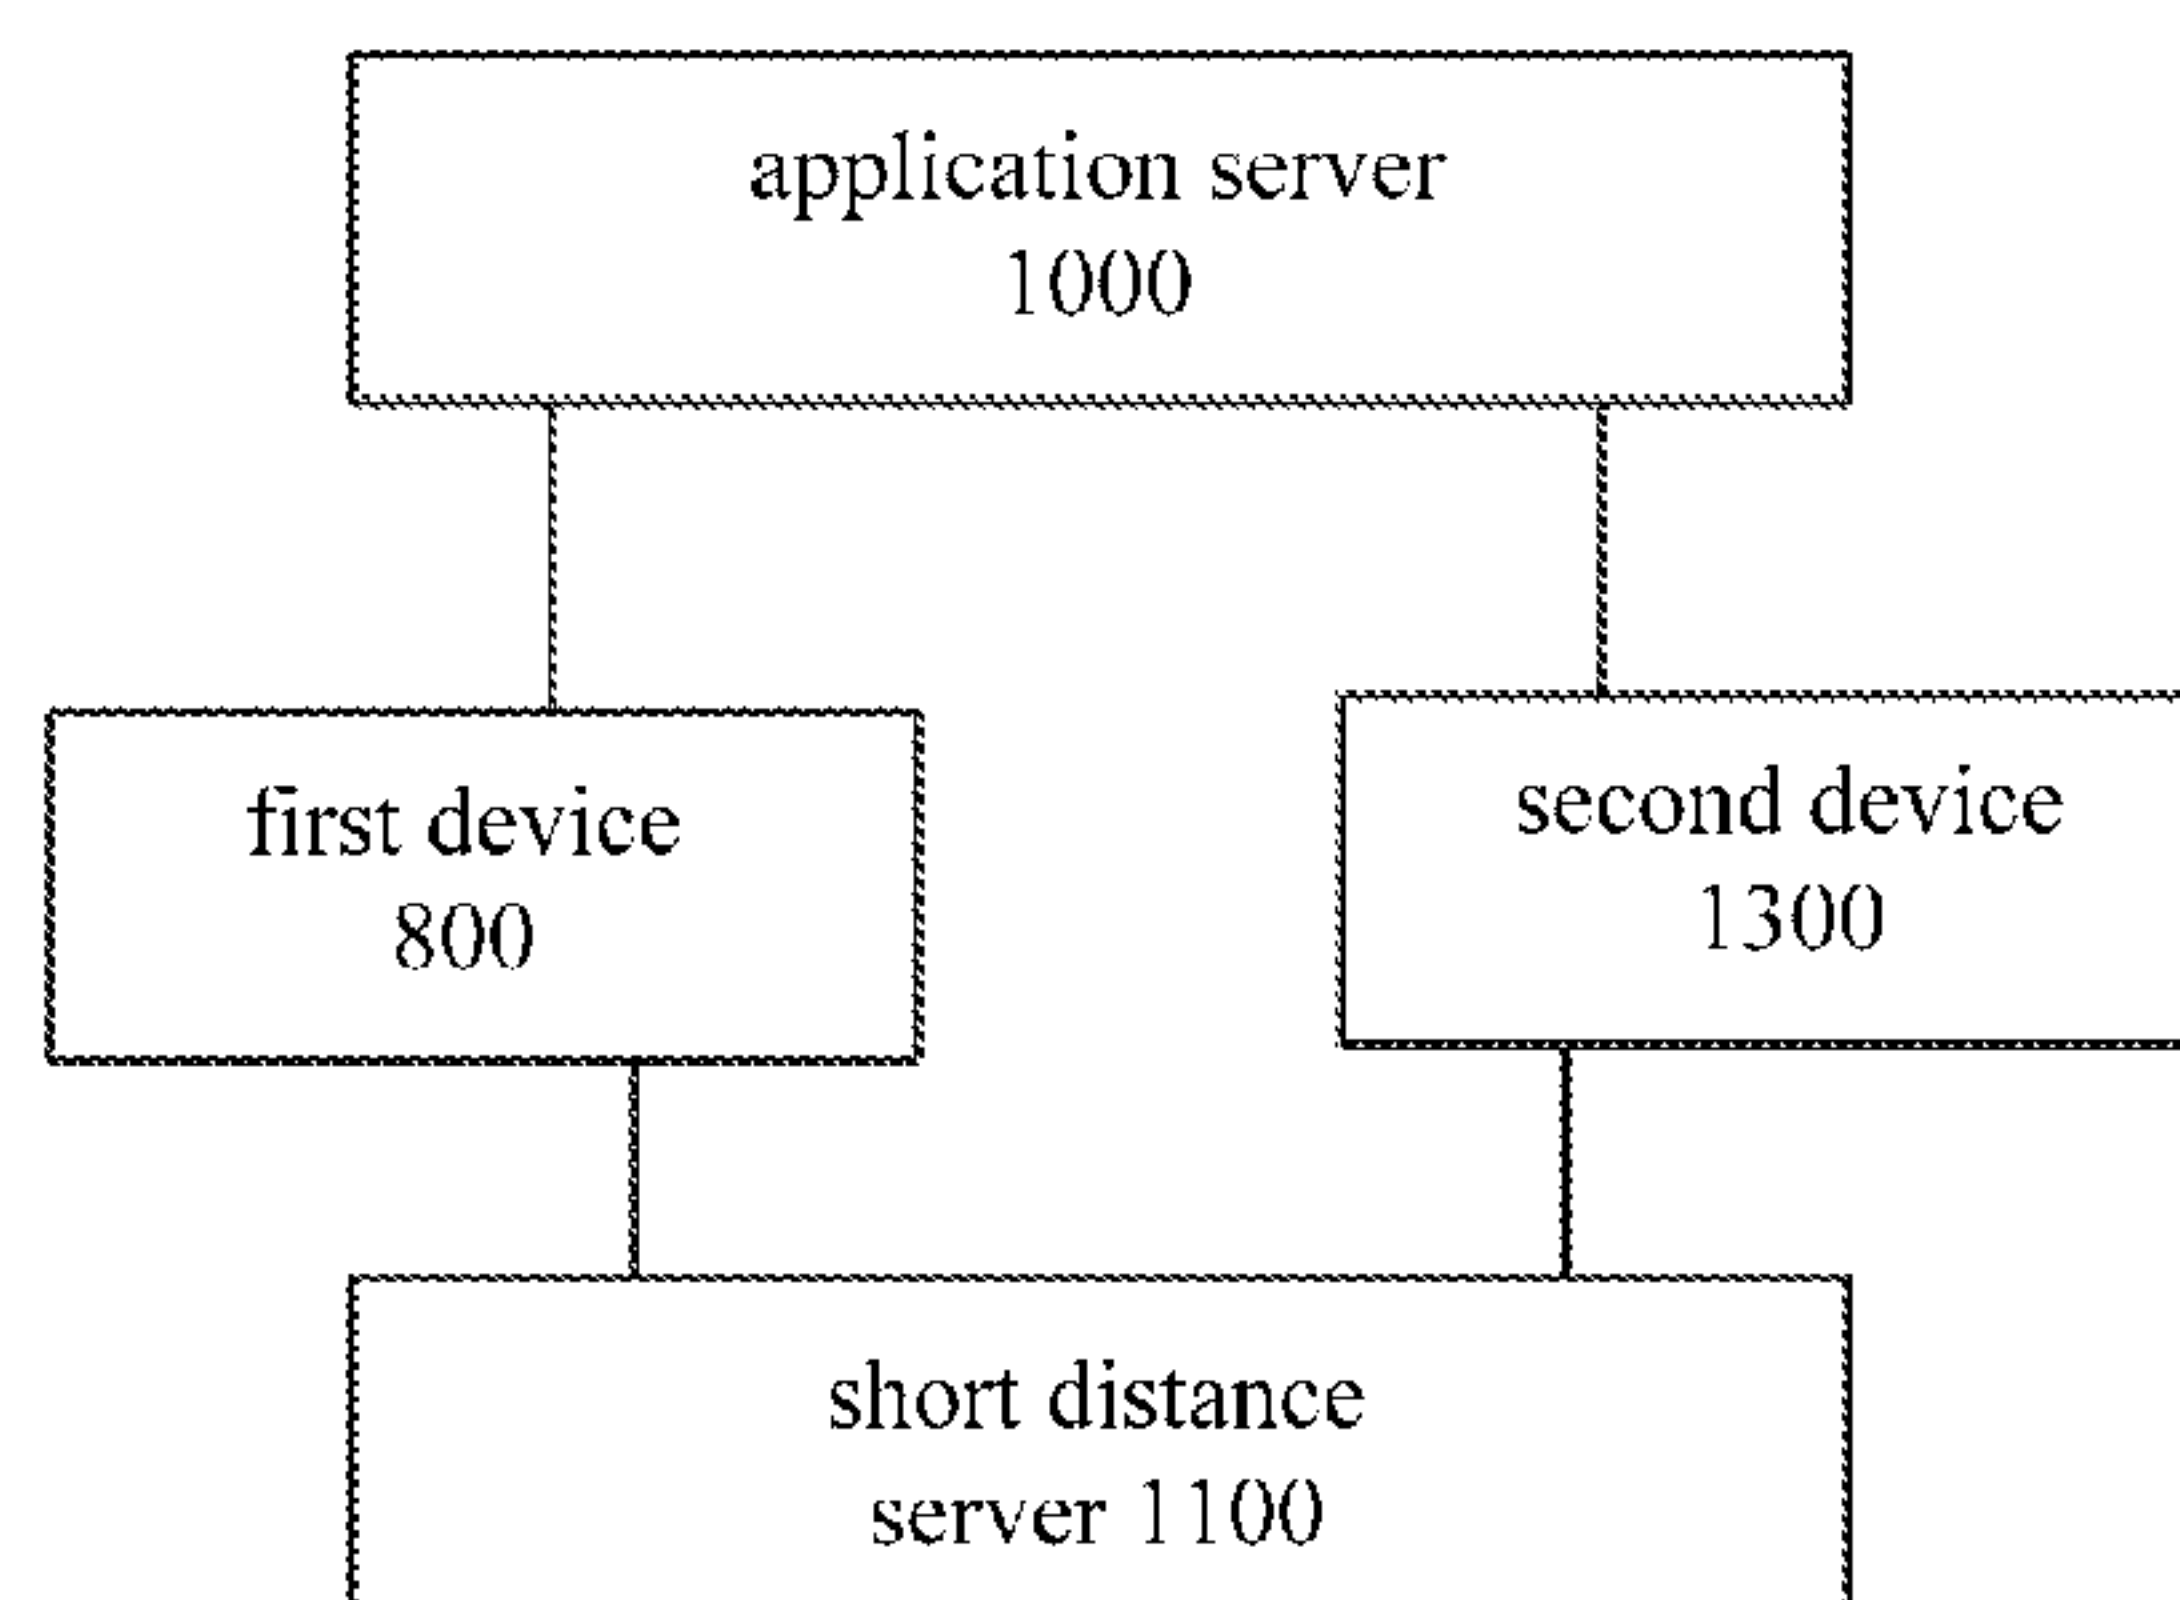 application server
1000
first device
800
second device
1300
short distance
server 1100